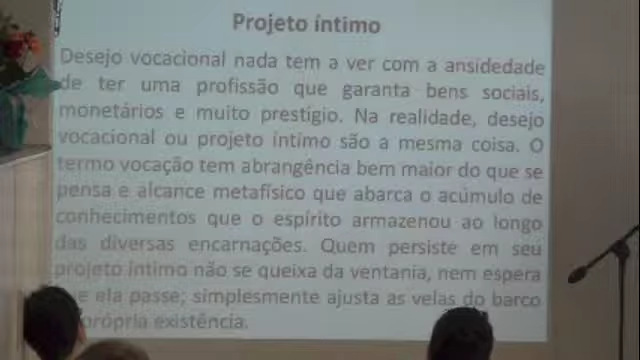 Projeto íntimo
Desejo vocacional nada tem a ver com a ansidedade
de ter uma profissão que garanta bens sociais,
monetários e muito prestígio. Na realidade, desejo
vocacional ou projeto íntimo são a mesma coisa. O
termo vocação tem abrangência bem maior do que se
pensa e alcance metafísico que abarca o acúmulo de
conhecimentos que o espírito armazenou ao longo
das diversas encarnações. Quem persiste em seu
projeto íntimo não se queixa da ventania, nem espera
e ela passe; simplesmente ajusta as velas do barco
própria existência.